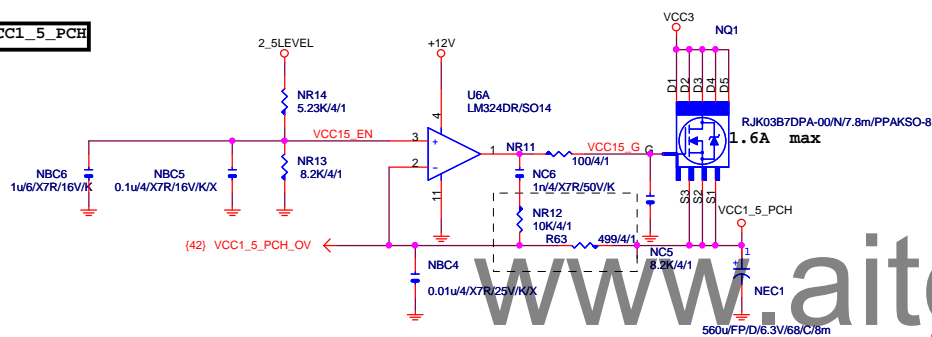 CC1_5_PCH
2_5LEVEL
NR14
5.23K/4/1
VCC15_EN
NR13
8.2K/4/1
NBC6
1u/6/X7R/16V/K
NBC5
0.1u/4/X7R/16V/K/X
+12V
U6A
LM324DR/SO14
4
3
+
2
-
1
11
NR11
100/4/1
VCC15_G
G
NC6
1n/4/X7R/50V/K
NR12
10K/4/1
R63
499/4/1
NC5
8.2K/4/1
{42} VCC1_5_PCH_OV
NBC4
0.01u/4/X7R/25V/K/X
VCC3
NQ1
D1
D2
D3
D4
D5
RJK03B7DPA-00/N/7.8m/PPAKSO-8
1.6A max
S3
S2
S1
VCC1_5_PCH
1
+
NEC1
560u/FP/D/6.3V/68/C/8m
www.aite